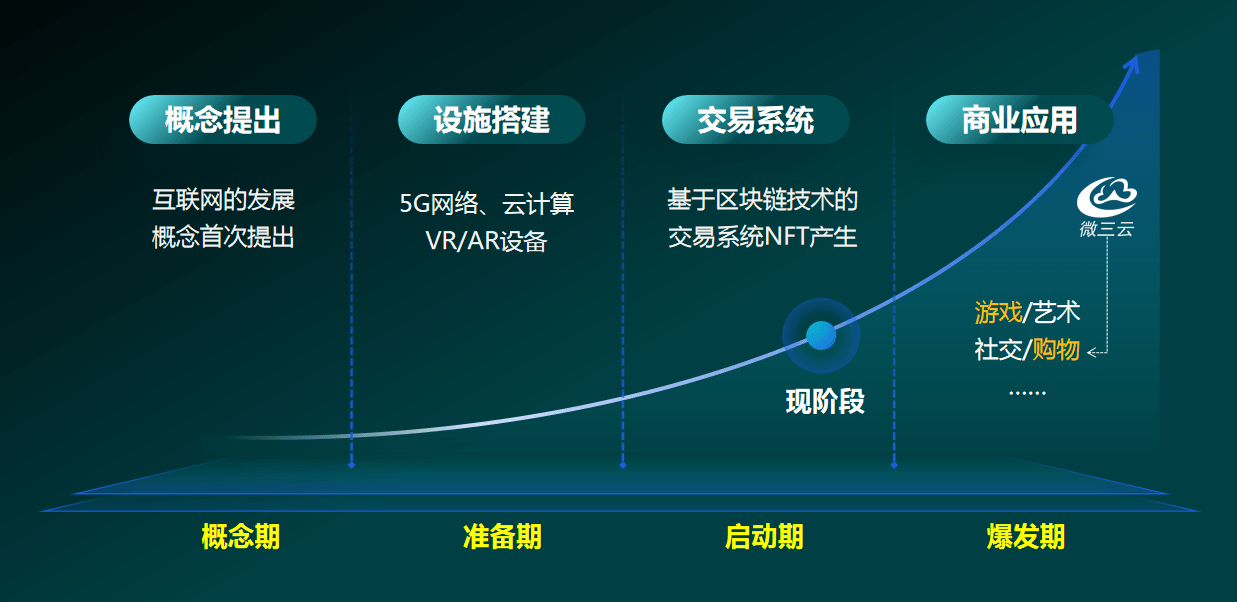 概念提出
互联网的发展
概念首次提出
设施搭建
5G网络、云计算
VR/AR设备
交易系统
基于区块链技术的
交易系统NFT产生
商业应用
微三云
游戏/艺术
社交/购物
……
现阶段
概念期
准备期
启动期
爆发期